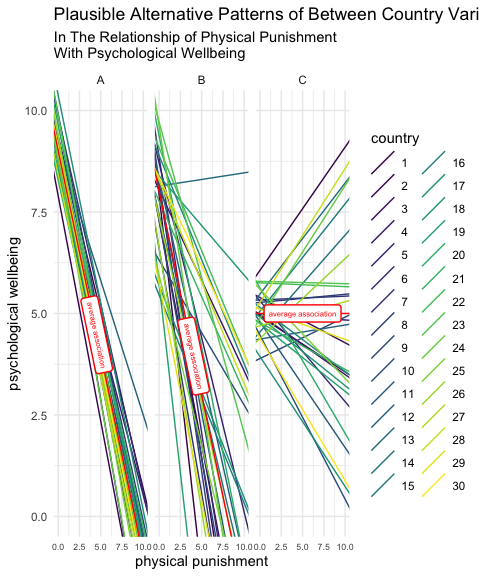 Plausible Alternative Patterns of Between Country Vari
In The Relationship of Physical Punishment
With Psychological Wellbeing
A B C
psychological wellbeing
10.0
7.5
5.0
2.5
0.0
average association
average association
average association
0.0 2.5 5.0 7.5 10.0
0.0 2.5 5.0 7.5 10.0
0.0 2.5 5.0 7.5 10.0
physical punishment
country
1 16
2 17
3 18
4 19
5 20
6 21
7 22
8 23
9 24
10 25
11 26
12 27
13 28
14 29
15 30